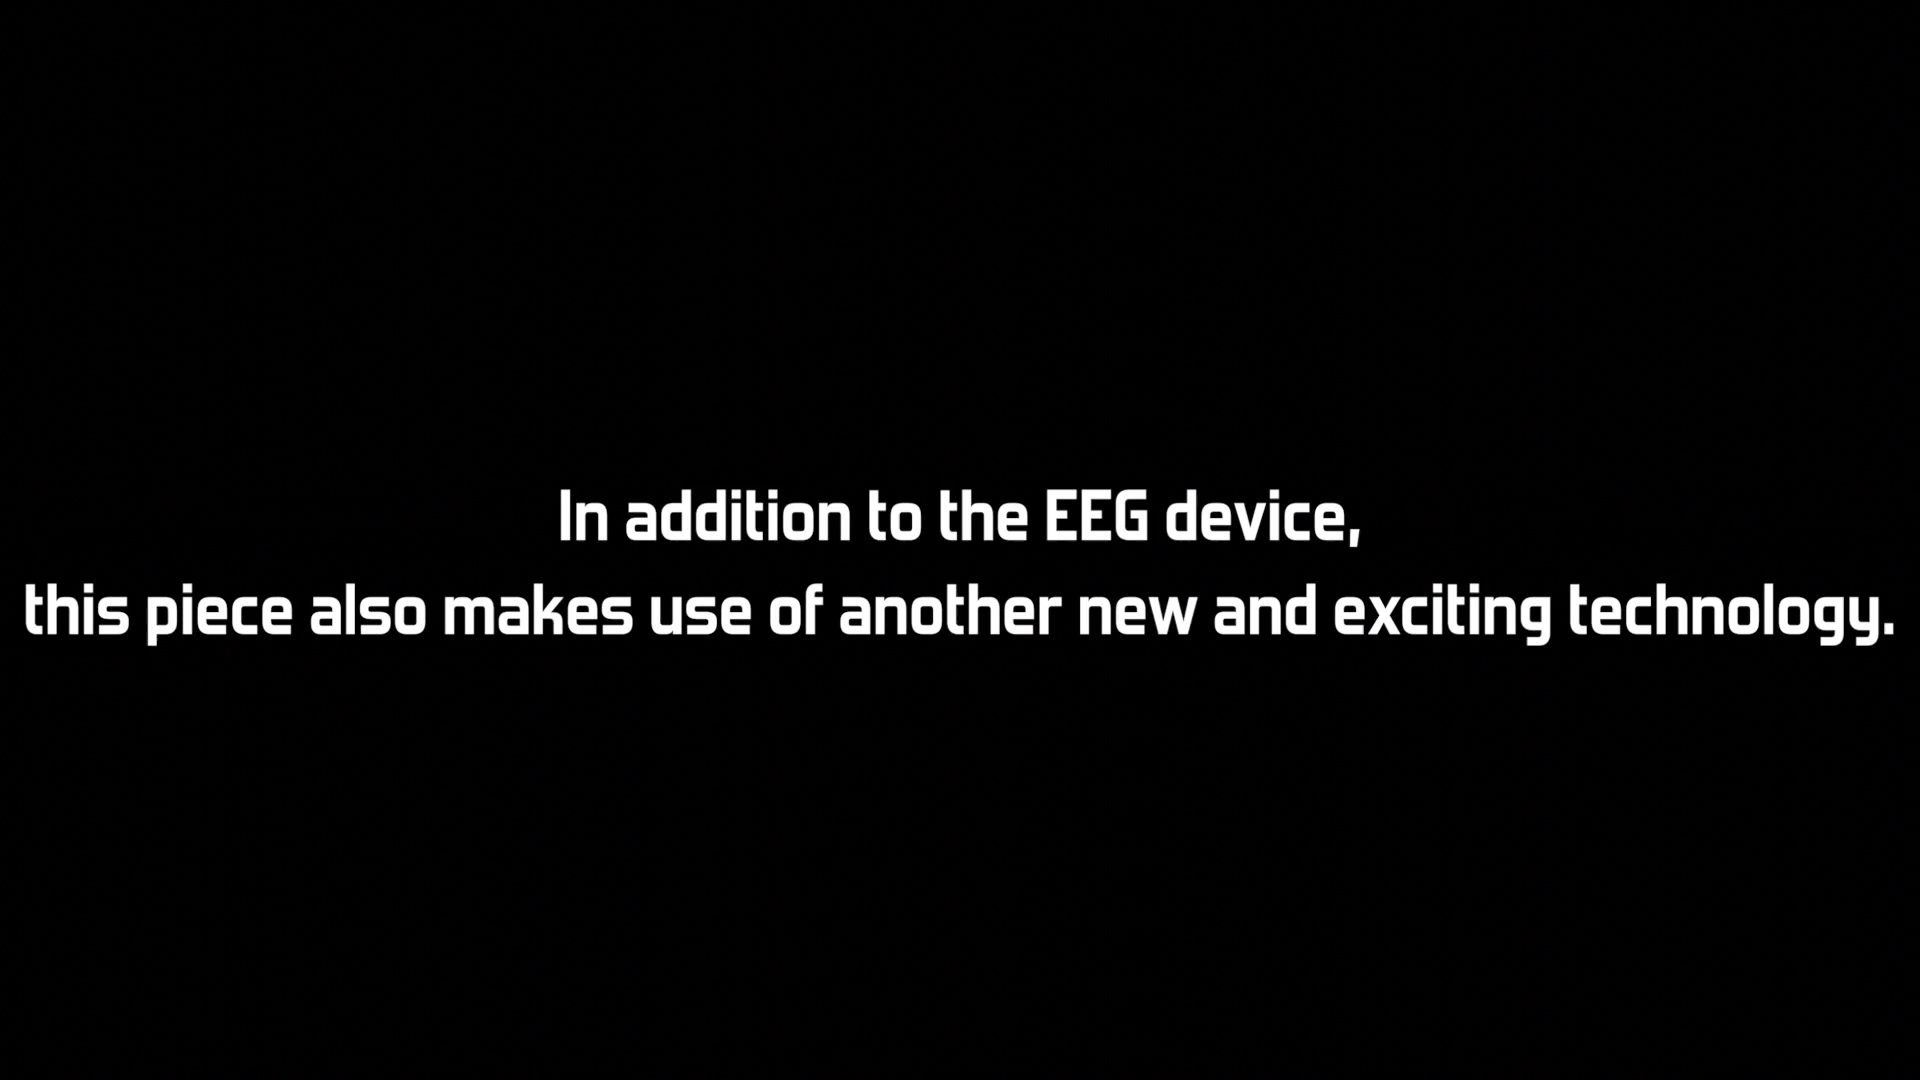 In addition to the EEG device,
this piece also makes use of another new and exciting technology.